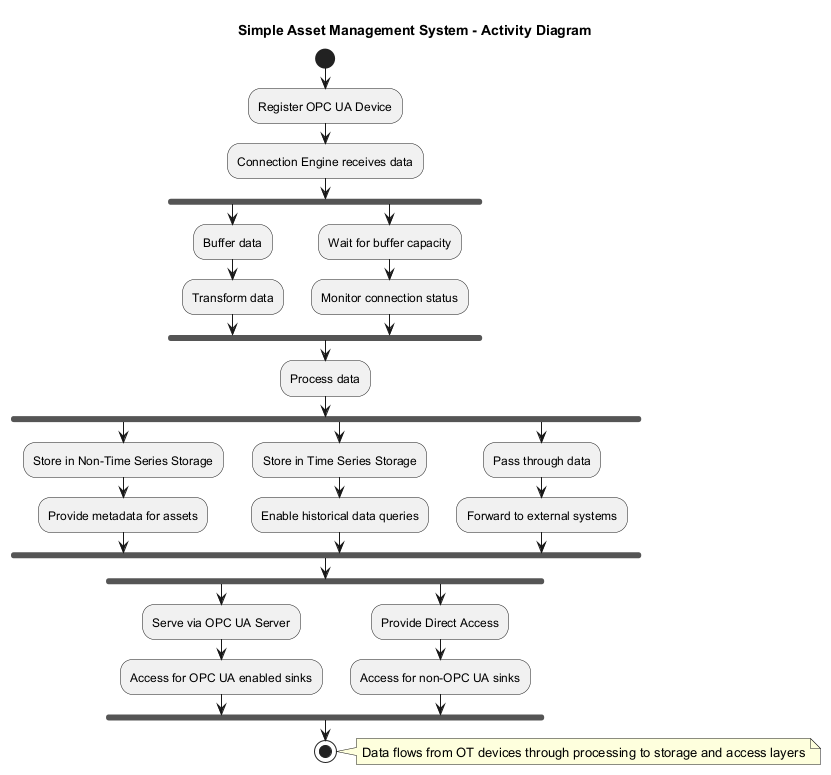 Simple Asset Management System - Activity Diagram
Register OPC UA Device
Connection Engine receives data
Buffer data
Wait for buffer capacity
Transform data
Monitor connection status
Process data
Store in Non-Time Series Storage
Store in Time Series Storage
Pass through data
Provide metadata for assets
Enable historical data queries
Forward to external systems
Serve via OPC UA Server
Provide Direct Access
Access for OPC UA enabled sinks
Access for non-OPC UA sinks
Data flows from OT devices through processing to storage and access layers